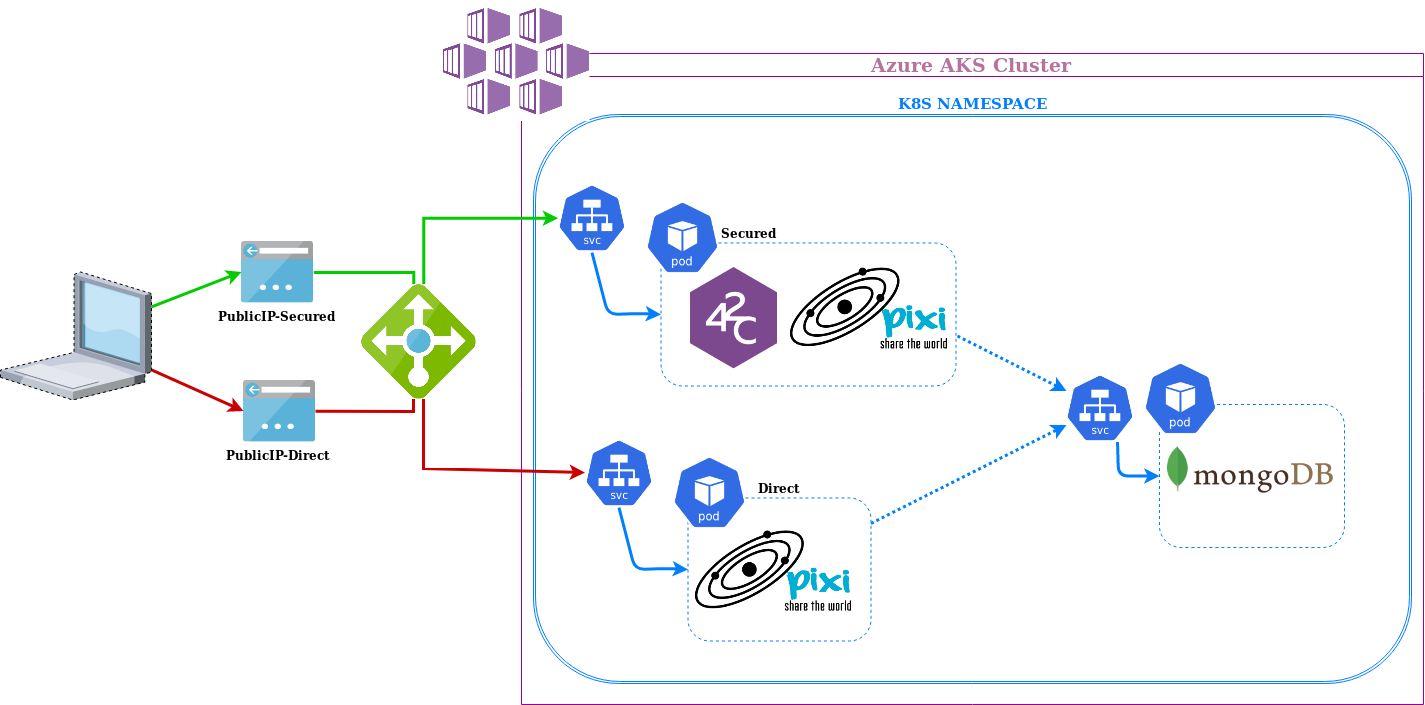 Azure AKS Cluster
K8S NAMESPACE
svc
pod
Secured
42C
pixi
share the world
PublicIP-Secured
PublicIP-Direct
svc
pod
mongoDB
svc
pod
Direct
pixi
share the world